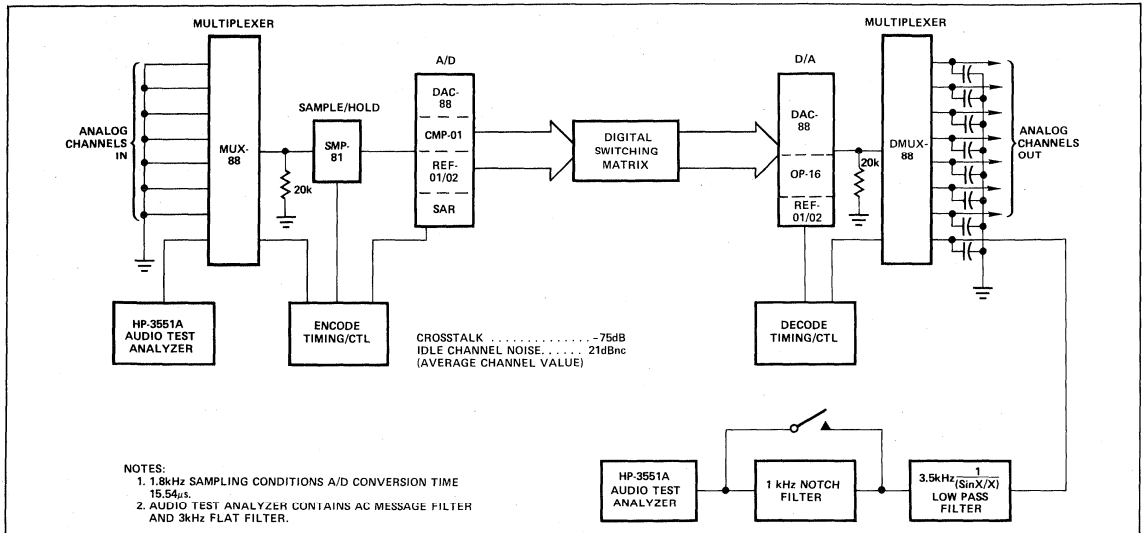 MULTIPLEXER
MUX-
88
ANALOG
CHANNELS
IN
20k
SAMPLE/HOLD
SMP-
81
A/D
DAC-
88
CMP-01
REF-
01/02
SAR
DIGITAL
SWITCHING
MATRIX
D/A
DAC-
88
OP-16
REF-
01/02
20k
MULTIPLEXER
DMUX-
88
ANALOG
CHANNELS
OUT
HP-3551A
AUDIO TEST
ANALYZER
ENCODE
TIMING/CTL
CROSSTALK . . . . . . . . . . . . . . -75dB
IDLE CHANNEL NOISE. . . . . . 21dBnc
(AVERAGE CHANNEL VALUE)
DECODE
TIMING/CTL
NOTES:
1. 1.8kHz SAMPLING CONDITIONS A/D CONVERSION TIME
15.54µs.
2. AUDIO TEST ANALYZER CONTAINS AC MESSAGE FILTER
AND 3kHz FLAT FILTER.
HP-3551A
AUDIO TEST
ANALYZER
1 kHz NOTCH
FILTER
3.5kHz 1/(SinX/X)
LOW PASS
FILTER